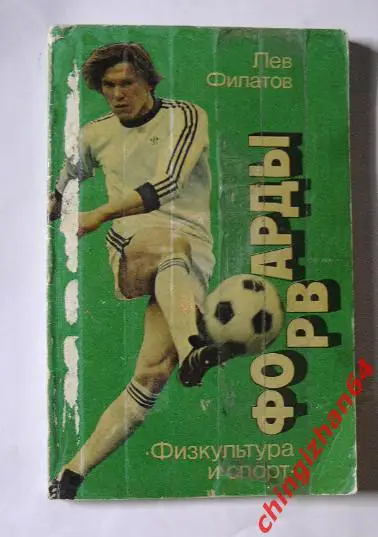 Лев
Филатов
ФОРВАРДЫ
«Физкультура
и спорт»
chingizhan64